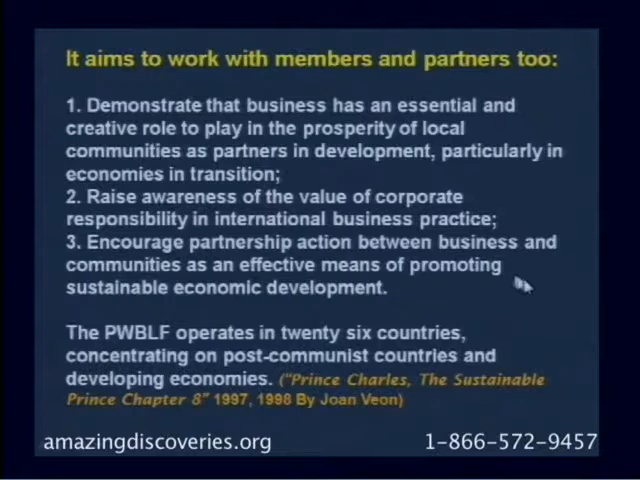 It aims to work with members and partners too:
1. Demonstrate that business has an essential and
creative role to play in the prosperity of local
communities as partners in development, particularly in
economies in transition;
2. Raise awareness of the value of corporate
responsibility in international business practice;
3. Encourage partnership action between business and
communities as an effective means of promoting
sustainable economic development.
The PWBLF operates in twenty six countries,
concentrating on post-communist countries and
developing economies. ("Prince Charles, The Sustainable
Prince Chapter 8" 1997, 1998 By Joan Veon)
amazingdiscoveries.org 1-866-572-9457